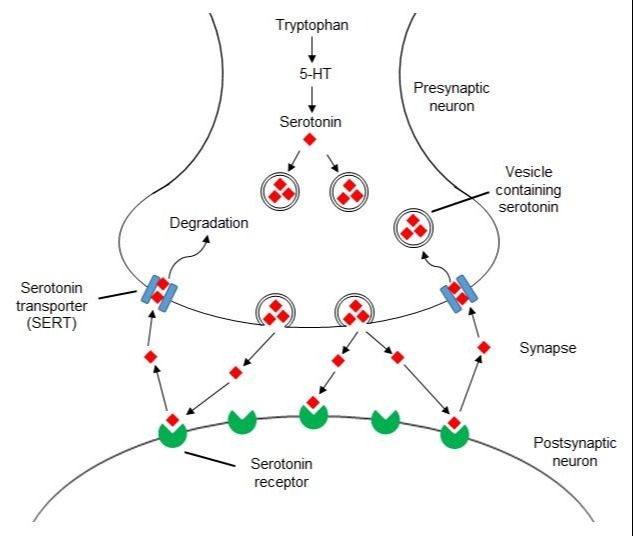 Tryptophan
5-HT
Presynaptic
neuron
Serotonin
Vesicle
containing
serotonin
Degradation
Serotonin
transporter
(SERT)
Synapse
Postsynaptic
neuron
Serotonin
receptor